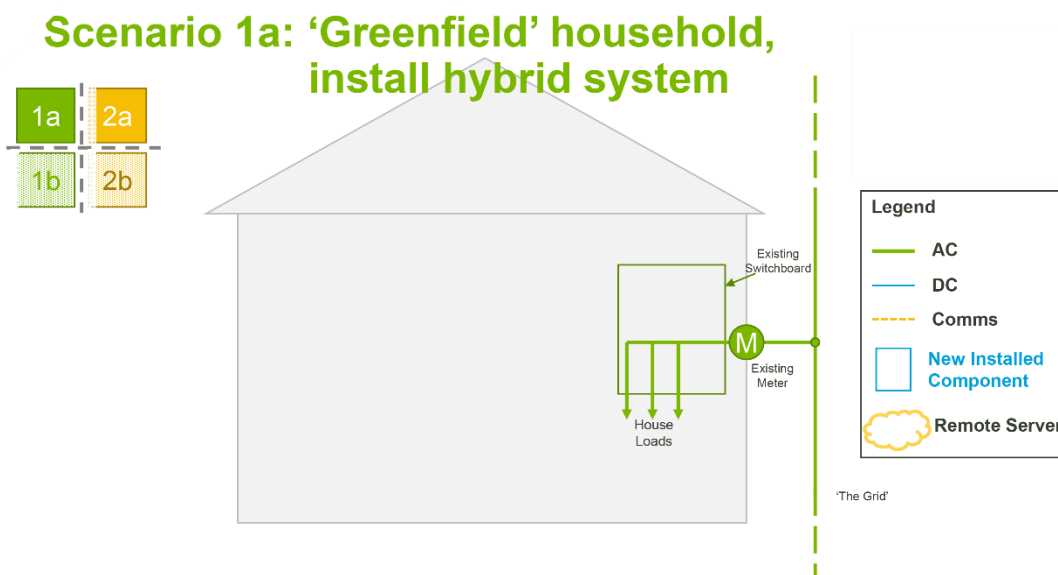 Scenario 1a: ‘Greenfield’ household,
install hybrid system
1a
2a
1b
2b
Existing
Switchboard
M
Existing
Meter
House
Loads
‘The Grid’
Legend
AC
DC
Comms
New Installed
Component
Remote Server